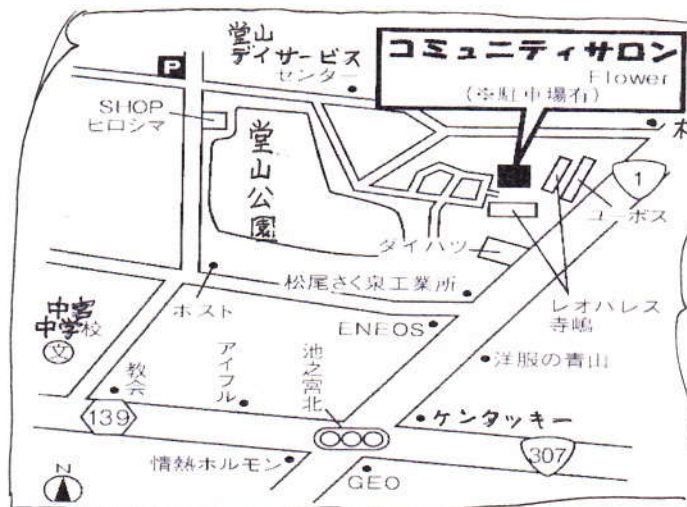 堂山
デイサービス
センター
コミュニティサロン
Flower
(※駐車場有)
P
SHOP
ヒロシマ
堂山公園
1
ユーポス
ダイハツ
松尾さく泉工業所
レオパレス
寺嶋
ポスト
中宮
中学校
文
ENEOS
洋服の青山
教会
アイフル
池之宮北
139
ケンタッキー
307
情熱ホルモン
GEO
N